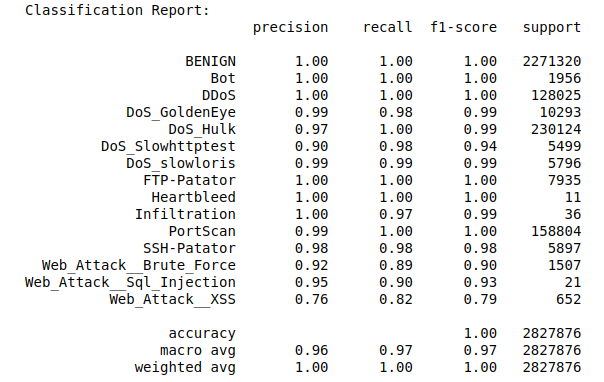 Classification Report:
precision recall f1-score support
BENIGN 1.00 1.00 1.00 2271320
Bot 1.00 1.00 1.00 1956
DDoS 1.00 1.00 1.00 128025
DoS_GoldenEye 0.99 0.98 0.99 10293
DoS_Hulk 0.97 1.00 0.99 230124
DoS_Slowhttptest 0.90 0.98 0.94 5499
DoS_slowloris 0.99 0.99 0.99 5796
FTP-Patator 1.00 1.00 1.00 7935
Heartbleed 1.00 1.00 1.00 11
Infiltration 1.00 0.97 0.99 36
PortScan 0.99 1.00 1.00 158804
SSH-Patator 0.98 0.98 0.98 5897
Web_Attack__Brute_Force 0.92 0.89 0.90 1507
Web_Attack__Sql_Injection 0.95 0.90 0.93 21
Web_Attack__XSS 0.76 0.82 0.79 652
accuracy 1.00 2827876
macro avg 0.96 0.97 0.97 2827876
weighted avg 1.00 1.00 1.00 2827876